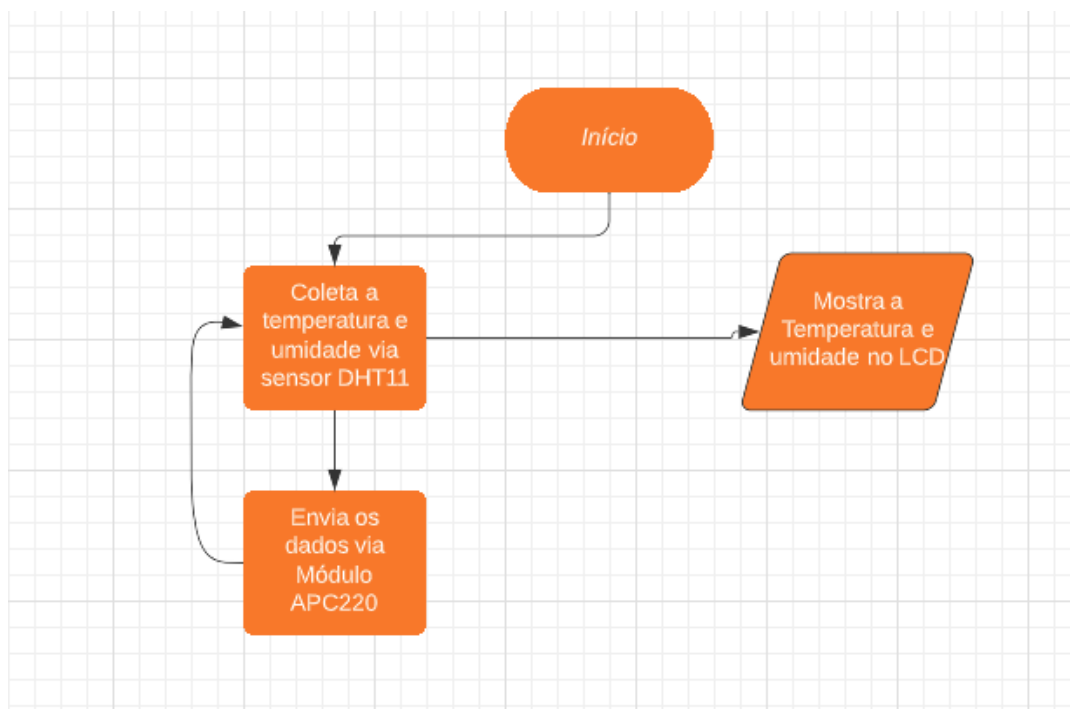 Início
Coleta a
temperatura e
umidade via
sensor DHT11
Mostra a
Temperatura e
umidade no LCD
Envia os
dados via
Módulo
APC220